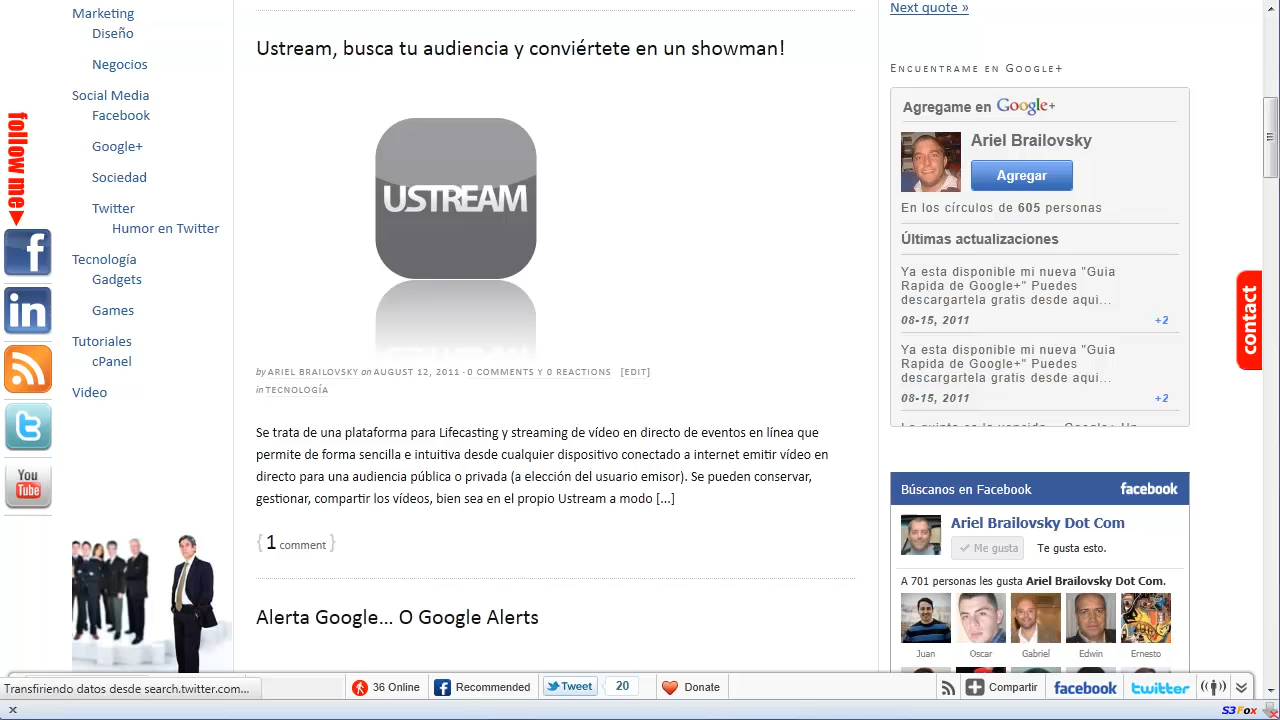 Marketing
Diseño
Negocios
Social Media
Facebook
Google+
Sociedad
Twitter
Humor en Twitter
Tecnología
Gadgets
Games
Tutoriales
cPanel
Video
follow me
You
Tube
Ustream, busca tu audiencia y conviértete en un showman!
USTREAM
by ARIEL BRAILOVSKY on AUGUST 12, 2011 · 0 COMMENTS Y 0 REACTIONS [EDIT]
in TECNOLOGÍA
Se trata de una plataforma para Lifecasting y streaming de vídeo en directo de eventos en línea que
permite de forma sencilla e intuitiva desde cualquier dispositivo conectado a internet emitir vídeo en
directo para una audiencia pública o privada (a elección del usuario emisor). Se pueden conservar,
gestionar, compartir los vídeos, bien sea en el propio Ustream a modo [...]
{ 1 comment }
Alerta Google... O Google Alerts
Next quote »
Encuentrame en Google+
Agregame en Google+
Ariel Brailovsky
Agregar
En los círculos de 605 personas
Últimas actualizaciones
Ya esta disponible mi nueva "Guia
Rapida de Google+" Puedes
descargartela gratis desde aqui...
08-15, 2011 +2
Ya esta disponible mi nueva "Guia
Rapida de Google+" Puedes
descargartela gratis desde aqui...
08-15, 2011 +2
contact
Búscanos en Facebook facebook
Ariel Brailovsky Dot Com
Me gusta Te gusta esto.
A 701 personas les gusta Ariel Brailovsky Dot Com.
Juan Oscar Gabriel Edwin Ernesto
Transfiriendo datos desde search.twitter.com...
36 Online Recommended Tweet 20 Donate Compartir facebook twitter
S3Fox